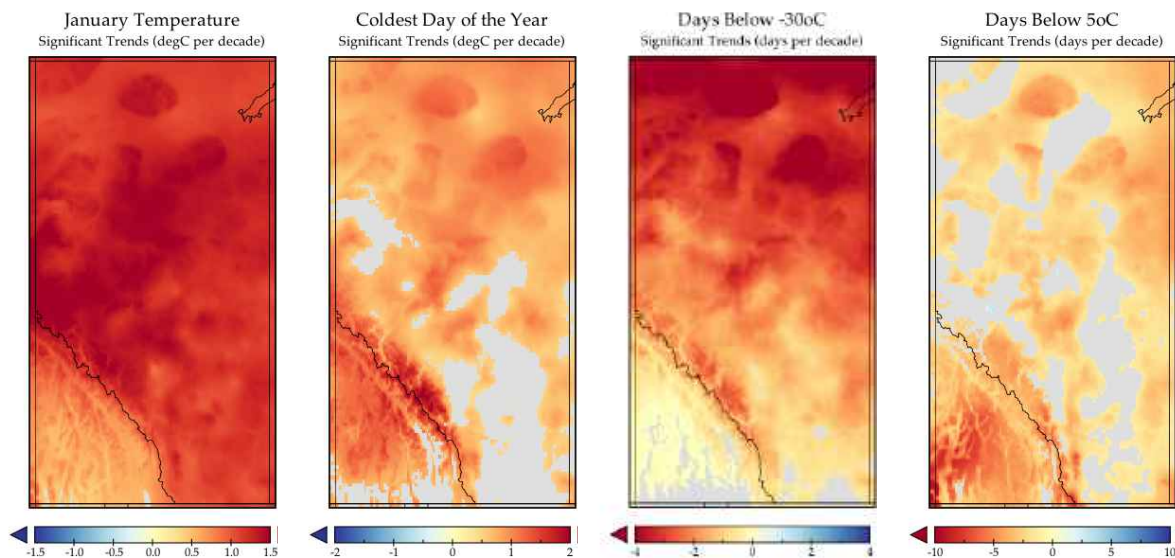 January Temperature
Significant Trends (degC per decade)
Coldest Day of the Year
Significant Trends (degC per decade)
Days Below -30oC
Significant Trends (days per decade)
Days Below 5oC
Significant Trends (days per decade)
-1.5 -1.0 -0.5 0.0 0.5 1.0 1.5
-2 -1 0 1 2
-4 -2 0 2 4
-10 -5 0 5 10